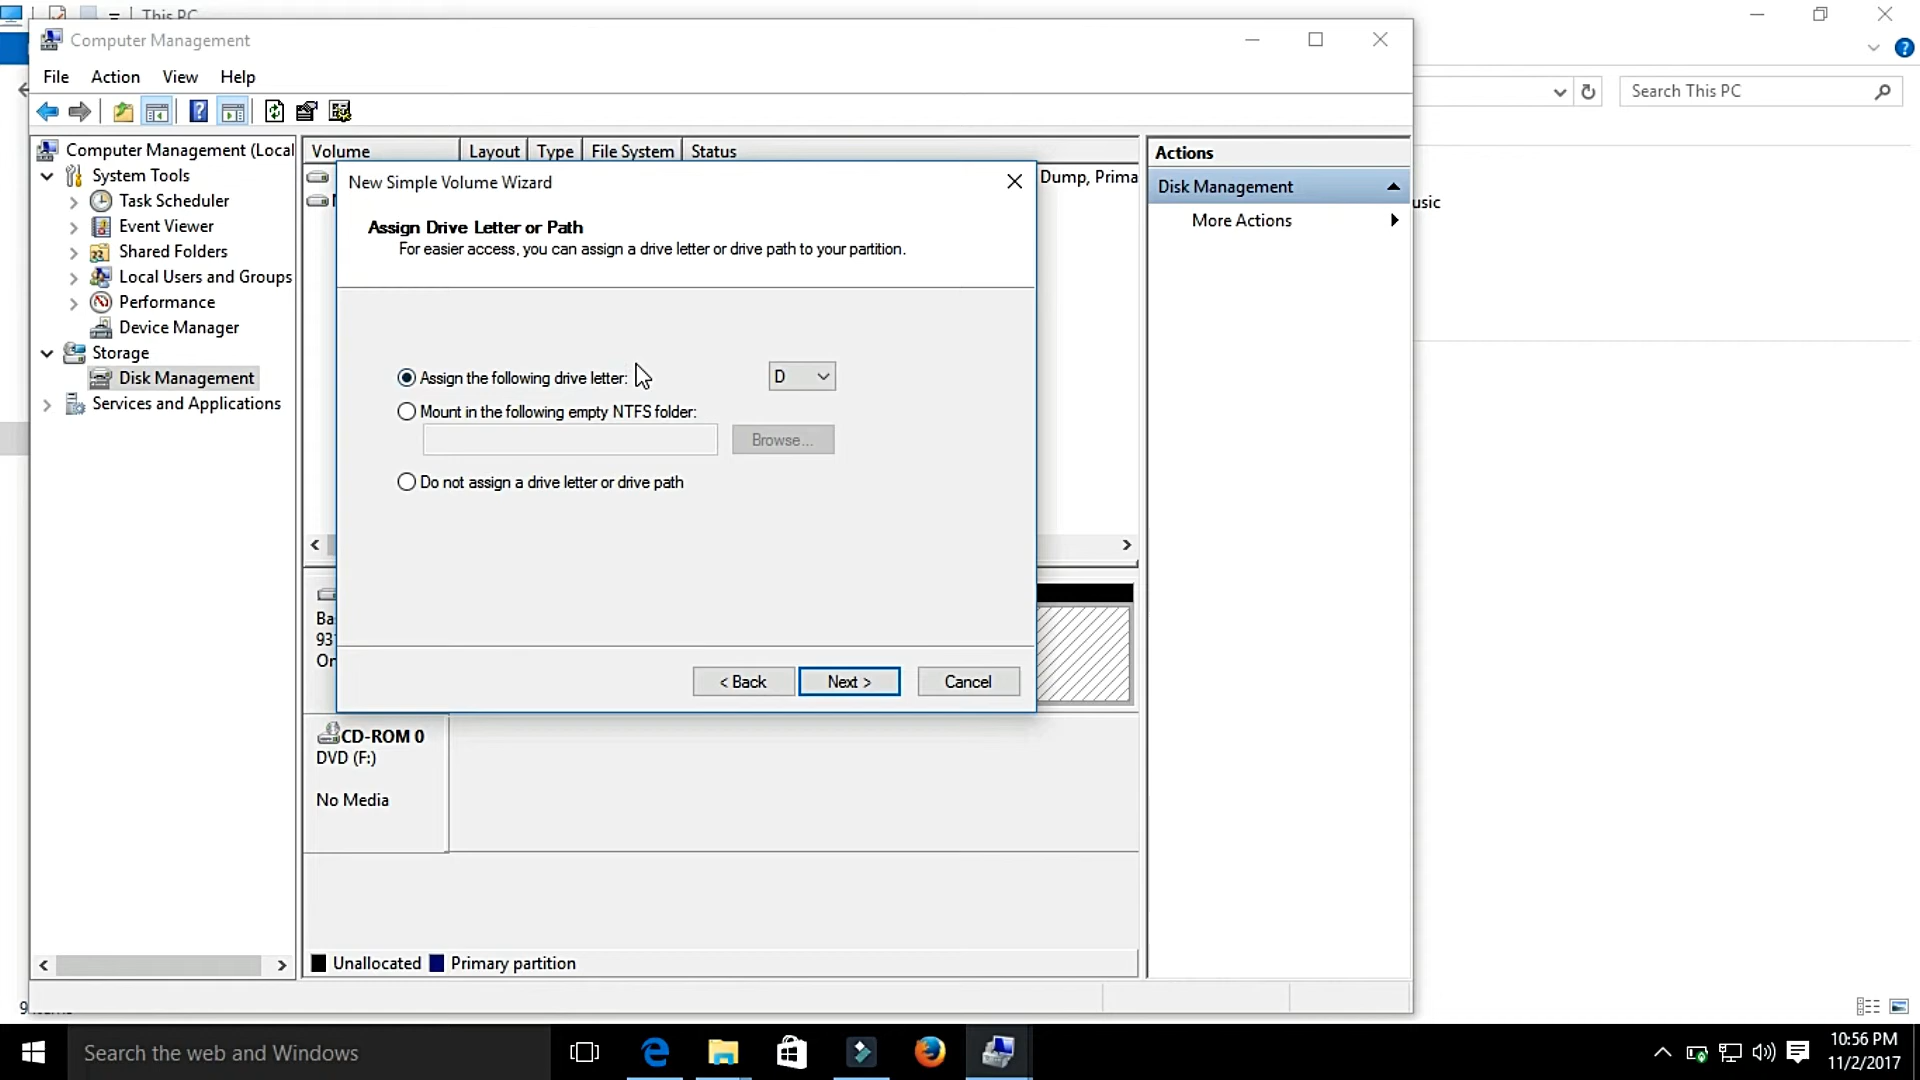 This PC
Computer Management
File Action View Help
Search This PC
Computer Management (Local
System Tools
Task Scheduler
Event Viewer
Shared Folders
Local Users and Groups
Performance
Device Manager
Storage
Disk Management
Services and Applications
Volume Layout Type File System Status
Dump, Prima
New Simple Volume Wizard
Assign Drive Letter or Path
For easier access, you can assign a drive letter or drive path to your partition.
Assign the following drive letter: D
Mount in the following empty NTFS folder:
Browse...
Do not assign a drive letter or drive path
< Back Next > Cancel
Ba
93
On
CD-ROM 0
DVD (F:)
No Media
Unallocated Primary partition
Actions
Disk Management
More Actions
usic
Search the web and Windows
10:56 PM
11/2/2017